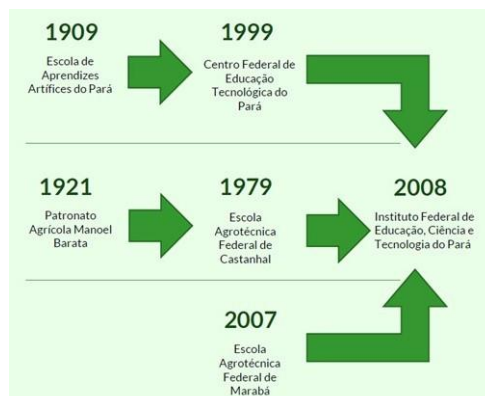 1909
Escola de
Aprendizes
Artífices do Pará
1999
Centro Federal de
Educação
Tecnológica do
Pará
1921
Patronato
Agrícola Manoel
Barata
1979
Escola
Agrotécnica
Federal de
Castanhal
2008
Instituto Federal de
Educação, Ciência e
Tecnologia do Pará
2007
Escola
Agrotécnica
Federal de
Marabá